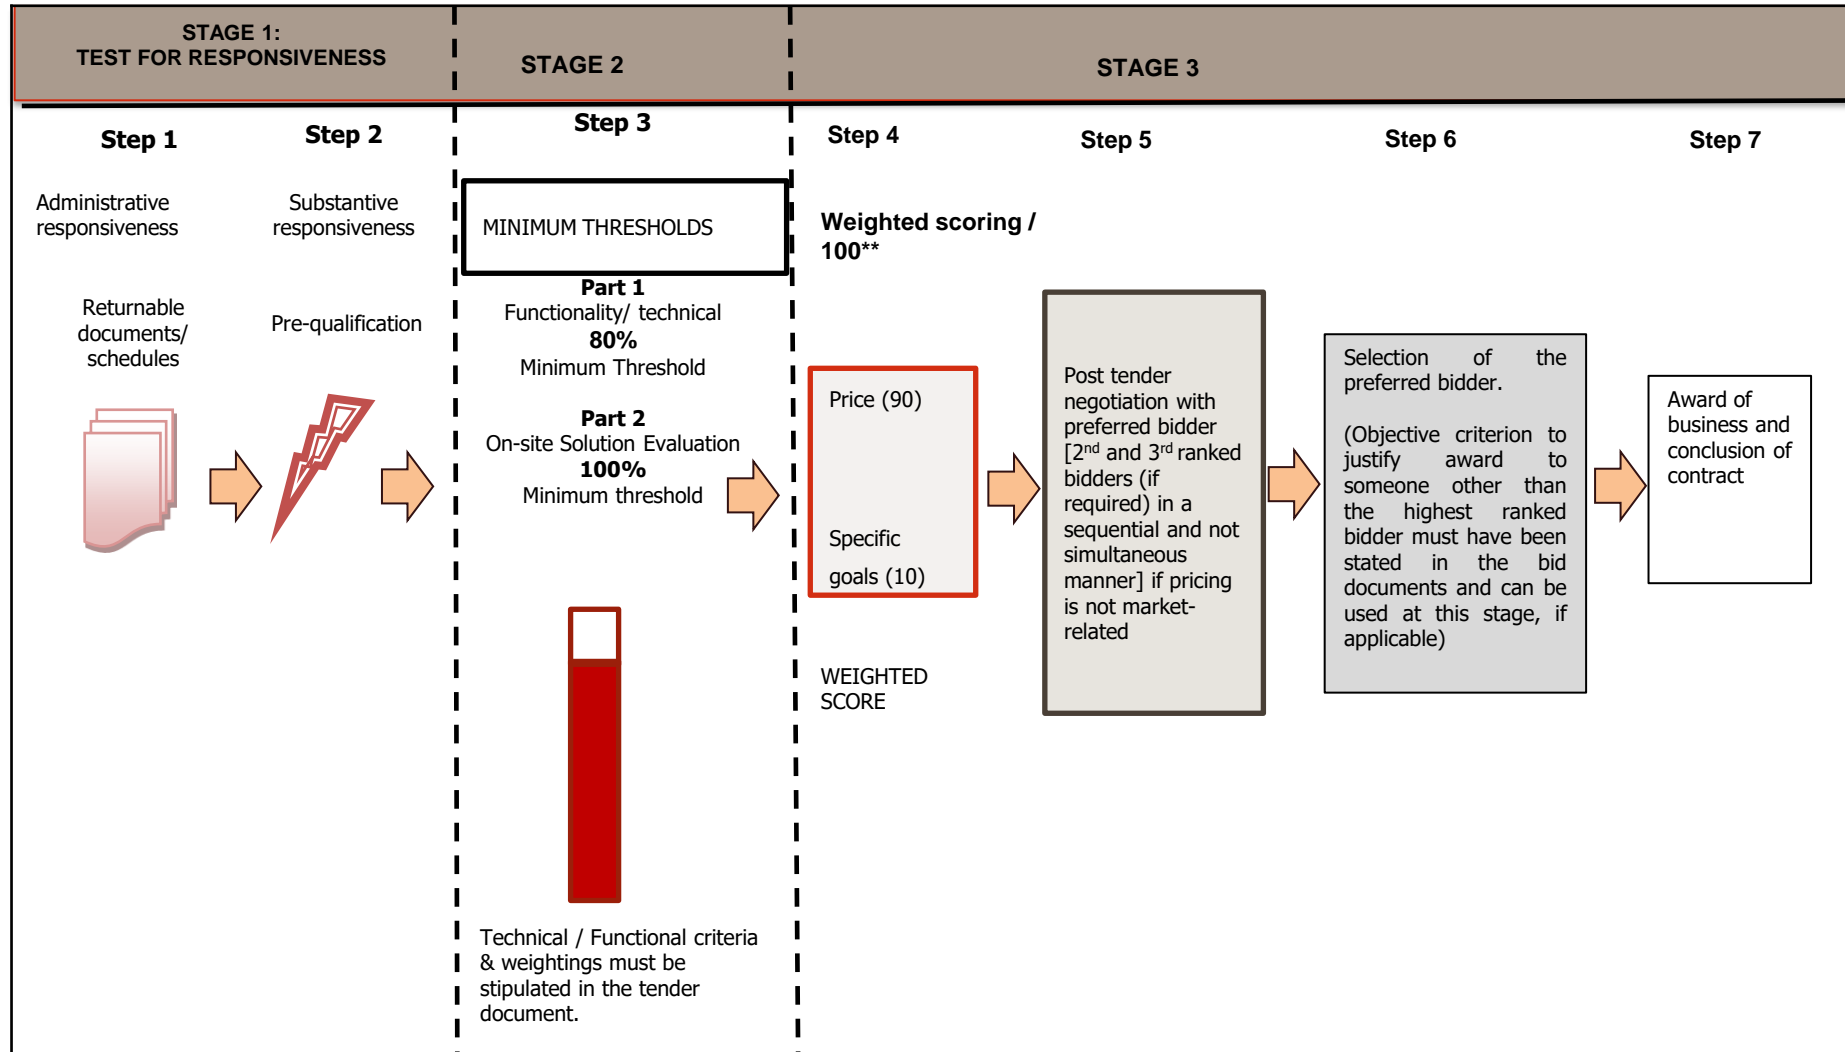 STAGE 1:
TEST FOR RESPONSIVENESS
STAGE 2
STAGE 3
Step 1
Step 2
Step 3
Step 4
Step 5
Step 6
Step 7
Administrative
responsiveness
Returnable
documents/
schedules
Substantive
responsiveness
Pre-qualification
MINIMUM THRESHOLDS
Part 1
Functionality/ technical
80%
Minimum Threshold
Part 2
On-site Solution Evaluation
100%
Minimum threshold
Technical / Functional criteria
& weightings must be
stipulated in the tender
document.
Weighted scoring /
100**
Price (90)
Specific
goals (10)
WEIGHTED
SCORE
Post tender
negotiation with
preferred bidder
[2nd and 3rd ranked
bidders (if
required) in a
sequential and not
simultaneous
manner] if pricing
is not market-
related
Selection of the
preferred bidder.
(Objective criterion to
justify award to
someone other than
the highest ranked
bidder must have been
stated in the bid
documents and can be
used at this stage, if
applicable)
Award of
business and
conclusion of
contract